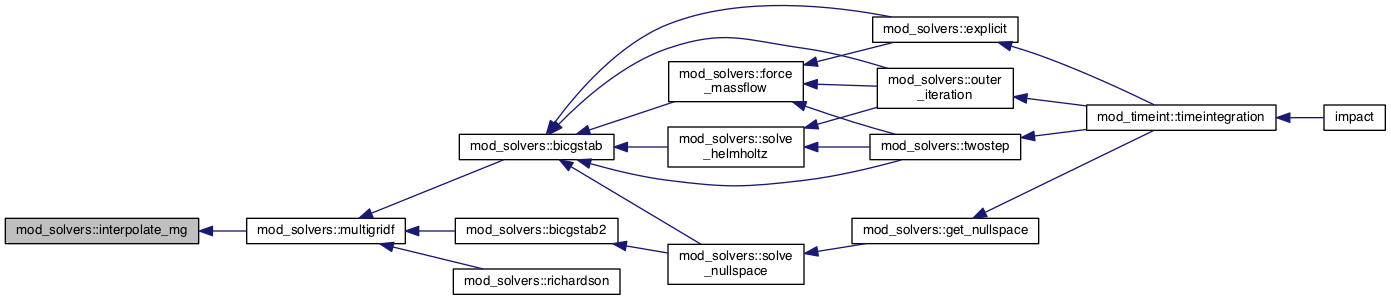 mod_solvers::interpolate_mg
mod_solvers::multigridf
mod_solvers::bicgstab
mod_solvers::bicgstab2
mod_solvers::richardson
mod_solvers::force
_massflow
mod_solvers::solve
_helmholtz
mod_solvers::solve
_nullspace
mod_solvers::explicit
mod_solvers::outer
_iteration
mod_solvers::twostep
mod_solvers::get_nullspace
mod_timeint::timeintegration
impact